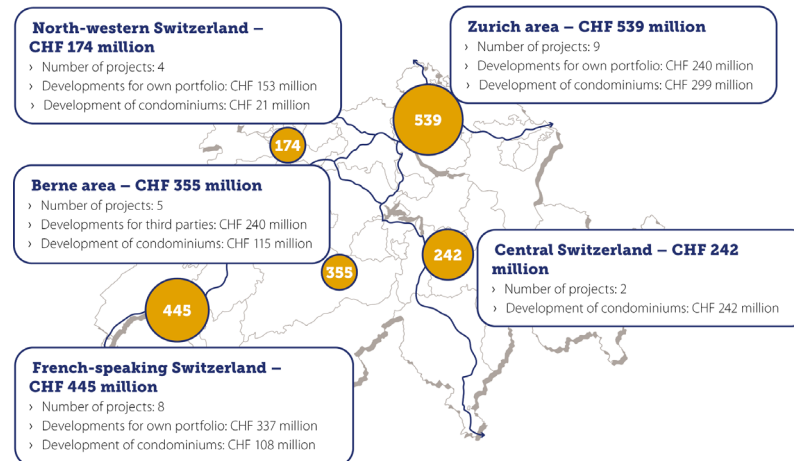 North-western Switzerland –
CHF 174 million
› Number of projects: 4
› Developments for own portfolio: CHF 153 million
› Development of condominiums: CHF 21 million
Zurich area – CHF 539 million
› Number of projects: 9
› Developments for own portfolio: CHF 240 million
› Development of condominiums: CHF 299 million
539
174
Berne area – CHF 355 million
› Number of projects: 5
› Developments for third parties: CHF 240 million
› Development of condominiums: CHF 115 million
242
355
Central Switzerland – CHF 242
million
› Number of projects: 2
› Development of condominiums: CHF 242 million
445
French-speaking Switzerland –
CHF 445 million
› Number of projects: 8
› Developments for own portfolio: CHF 337 million
› Development of condominiums: CHF 108 million